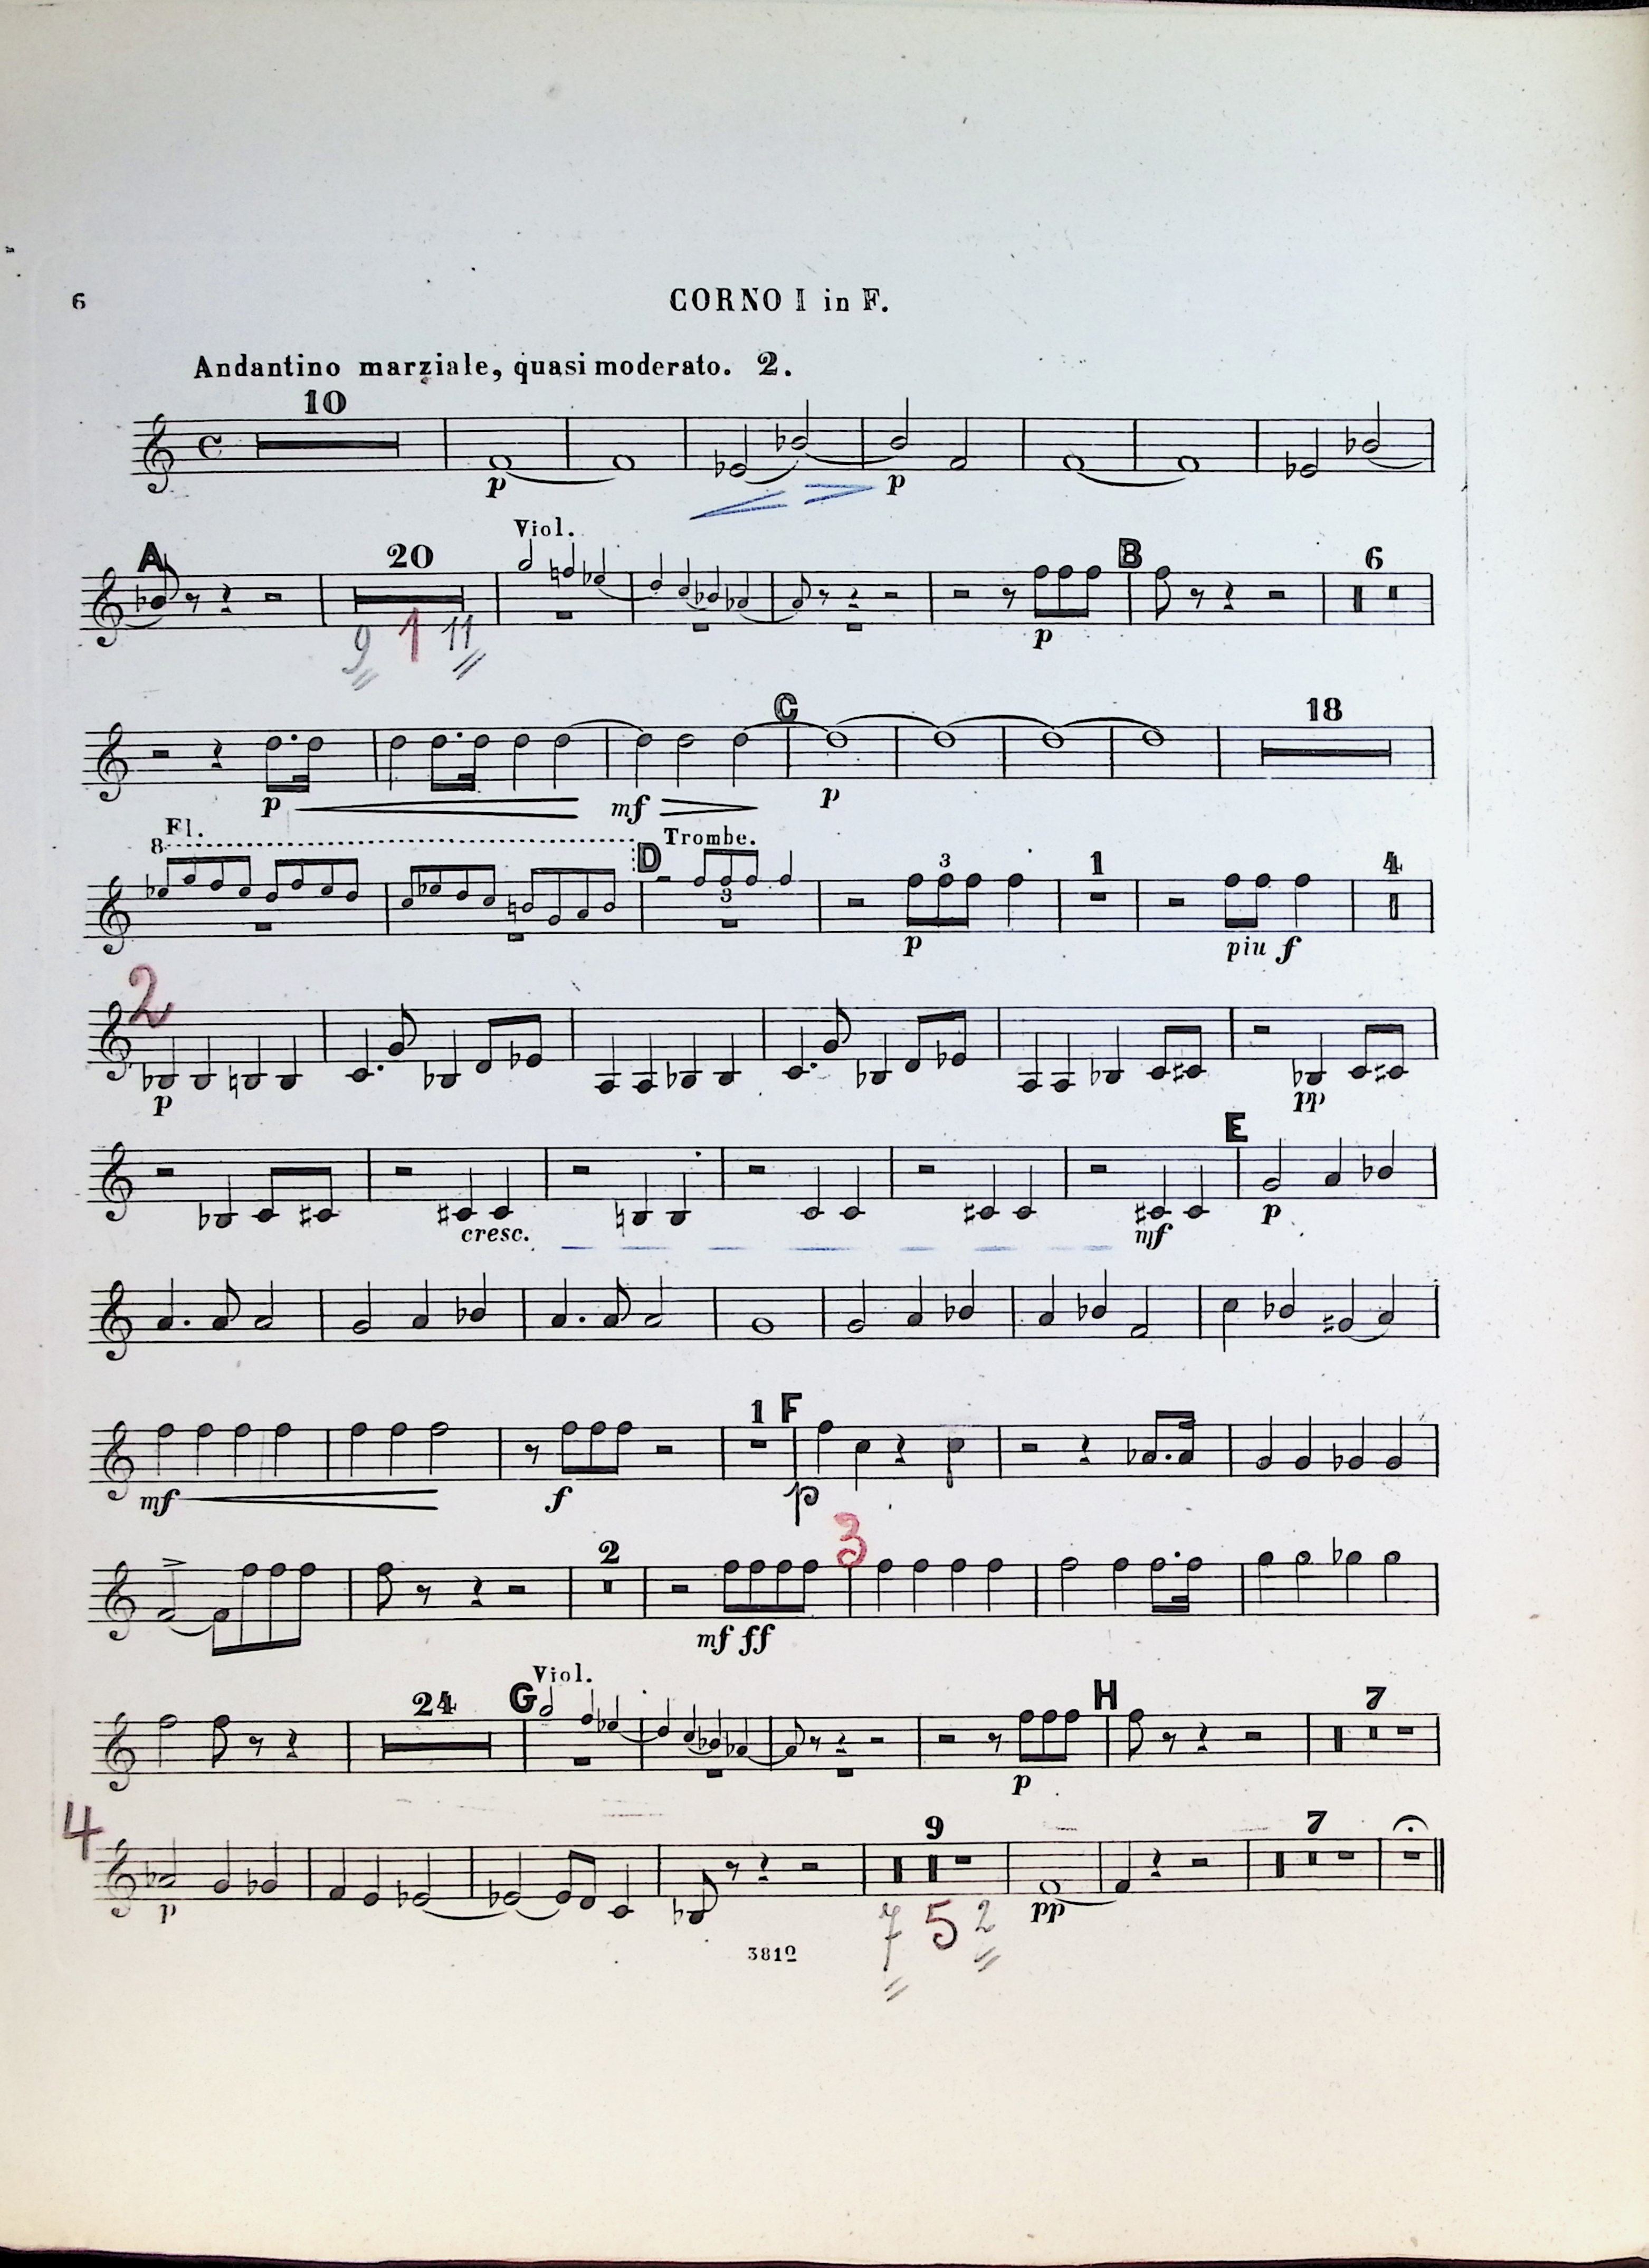 6
CORNO I in F.
Andantino marziale, quasi moderato. 2.
10
p
p
Viol.
A
20
B
6
9 1 11
p
C
18
p
mf
p
Fl.
8
D
Trombe.
3
3
1
4
p
piu f
2
p
pp
E
cresc.
mf
p
1 F
mf
f
p
2
3
mf ff
24
G
Viol.
H
7
p
4
9
7
p
7 5 2
pp
3812